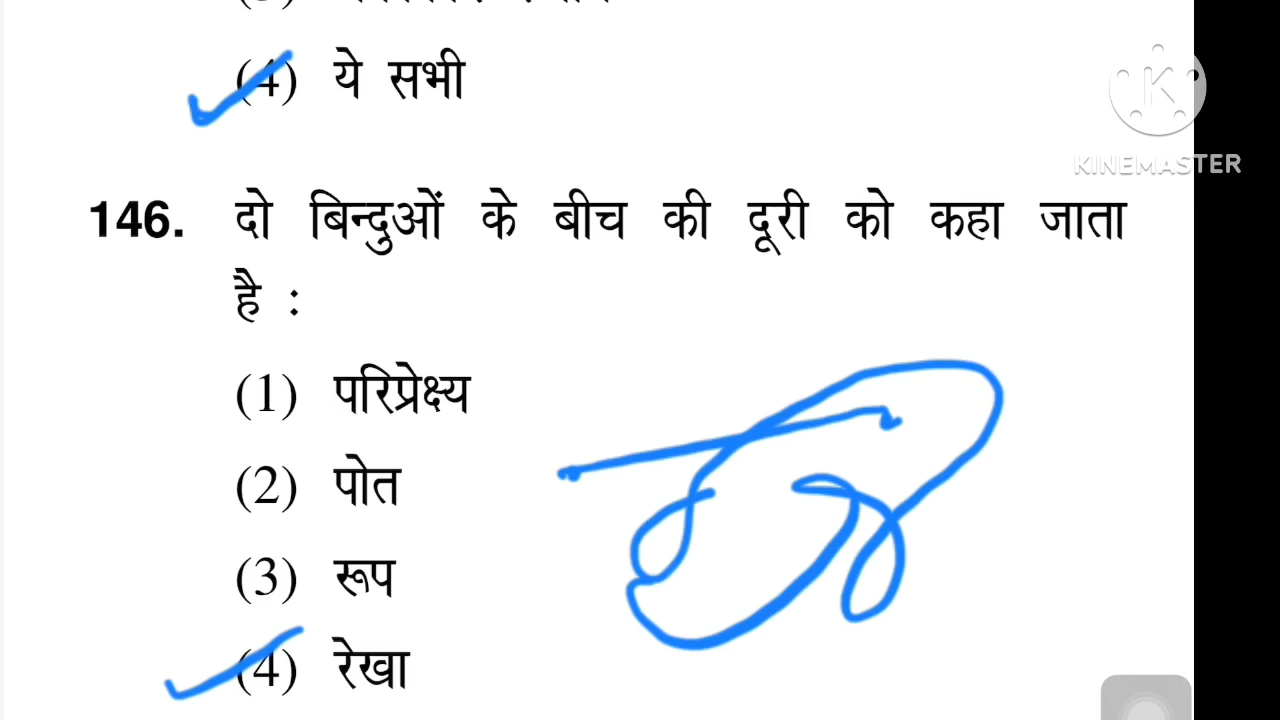 (4) ये सभी
KINEMASTER
146. दो बिन्दुओं के बीच की दूरी को कहा जाता
है :
(1) परिप्रेक्ष्य
(2) पोत
(3) रूप
(4) रेखा